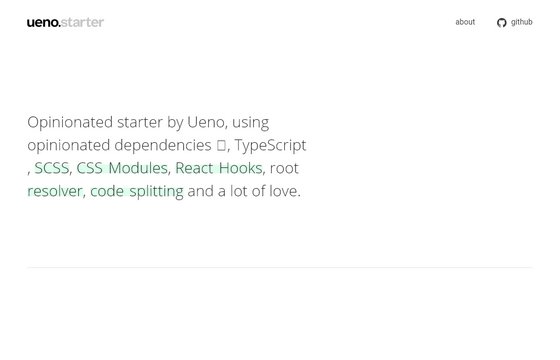 ueno.starter
about
github
Opinionated starter by Ueno, using
opinionated dependencies , TypeScript
, SCSS, CSS Modules, React Hooks, root
resolver, code splitting and a lot of love.